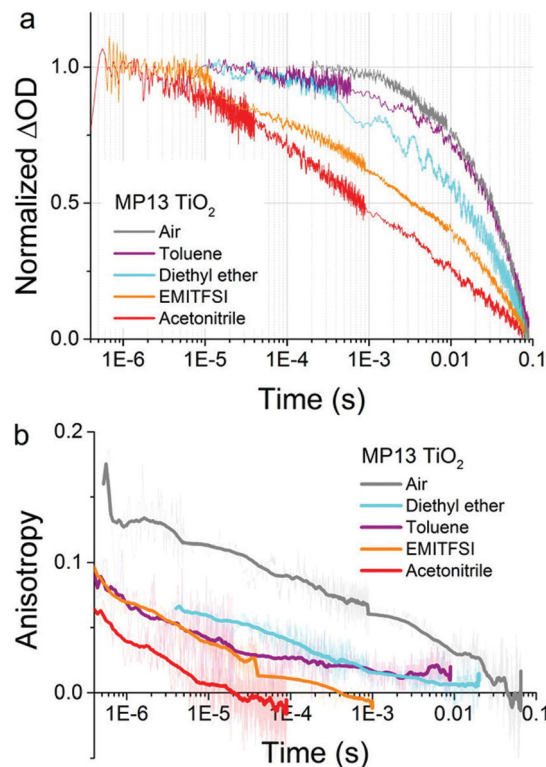 a
1.0
0.5
0.0
Normalized ΔOD
MP13 TiO₂
Air
Toluene
Diethyl ether
EMITFSI
Acetonitrile
1E-6 1E-5 1E-4 1E-3 0.01 0.1
Time (s)
b
0.2
0.1
0.0
Anisotropy
MP13 TiO₂
Air
Diethyl ether
Toluene
EMITFSI
Acetonitrile
1E-6 1E-5 1E-4 1E-3 0.01 0.1
Time (s)